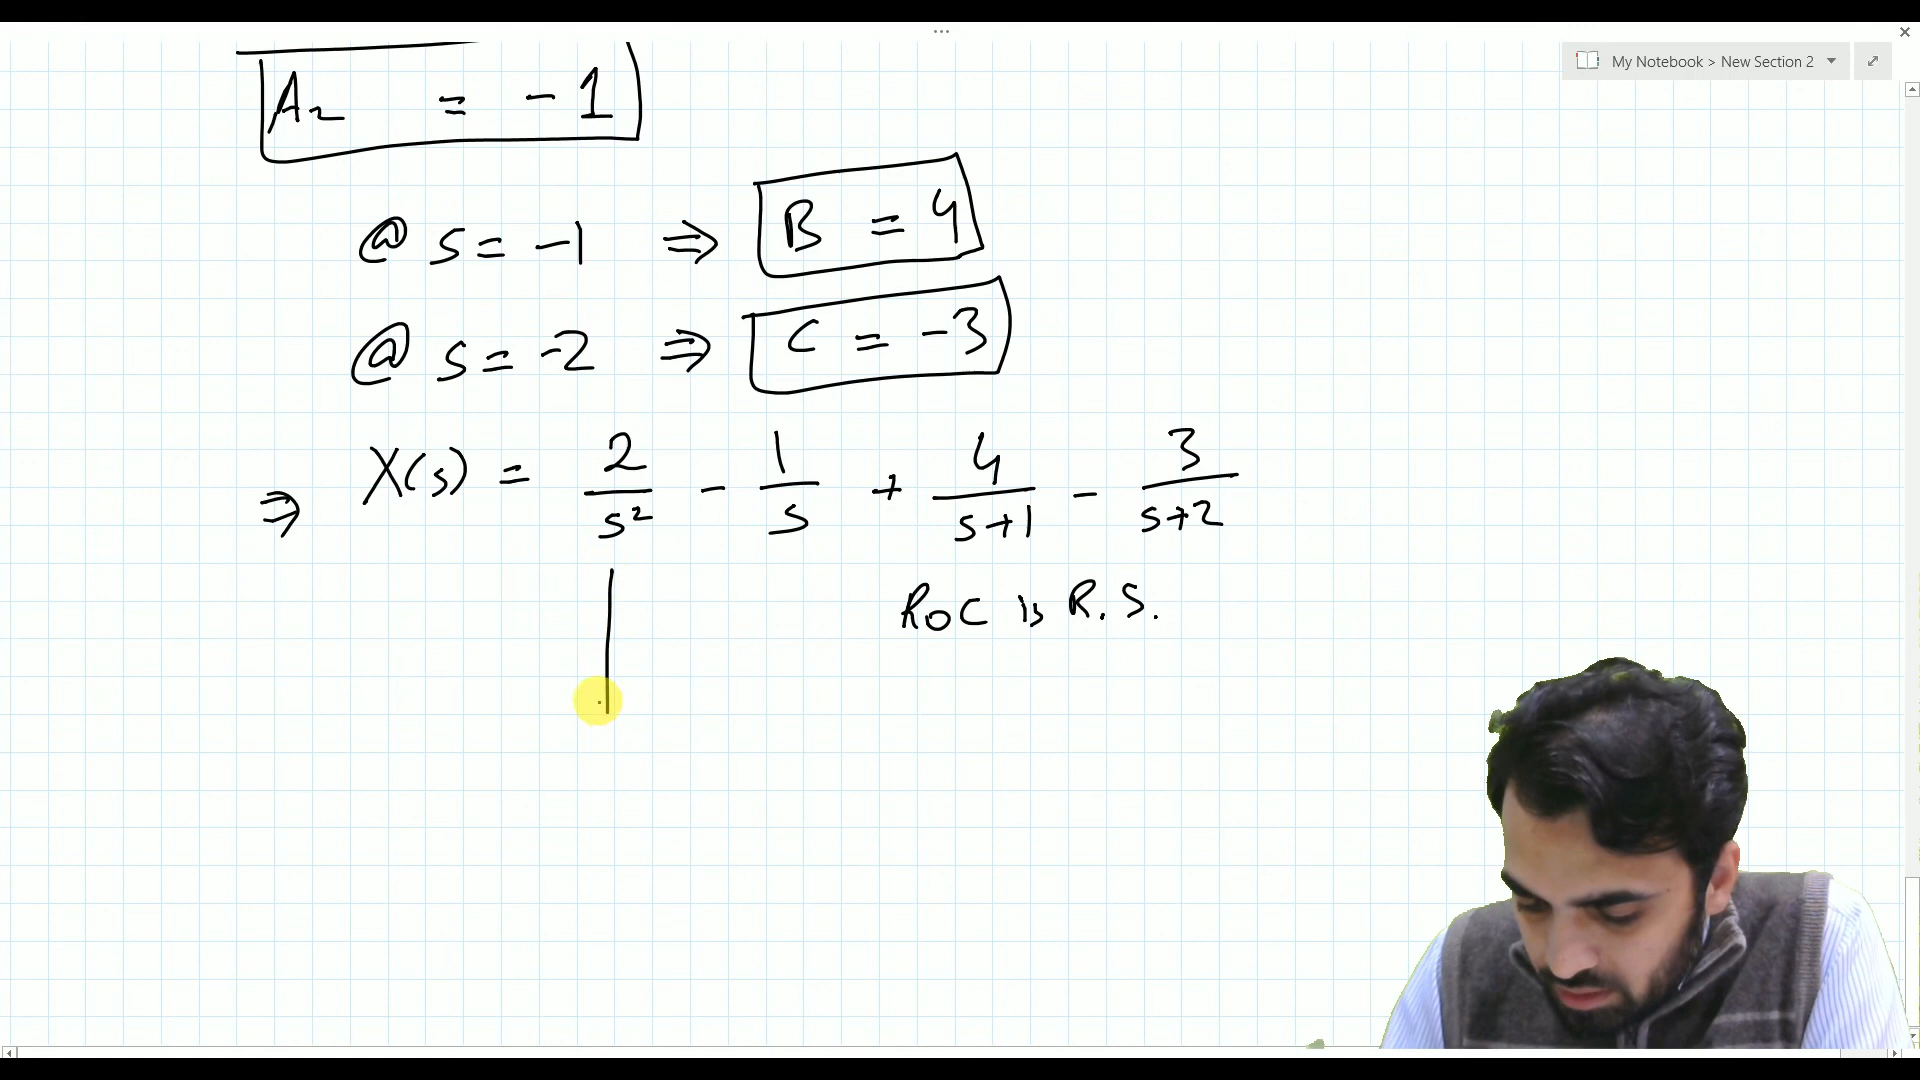 My Notebook > New Section 2
A₂ = -1
@ s = -1 ⇒ B = 4
@ s = -2 ⇒ C = -3
⇒ X(s) = 2/s² - 1/s + 4/(s+1) - 3/(s+2)
ROC is R.S.